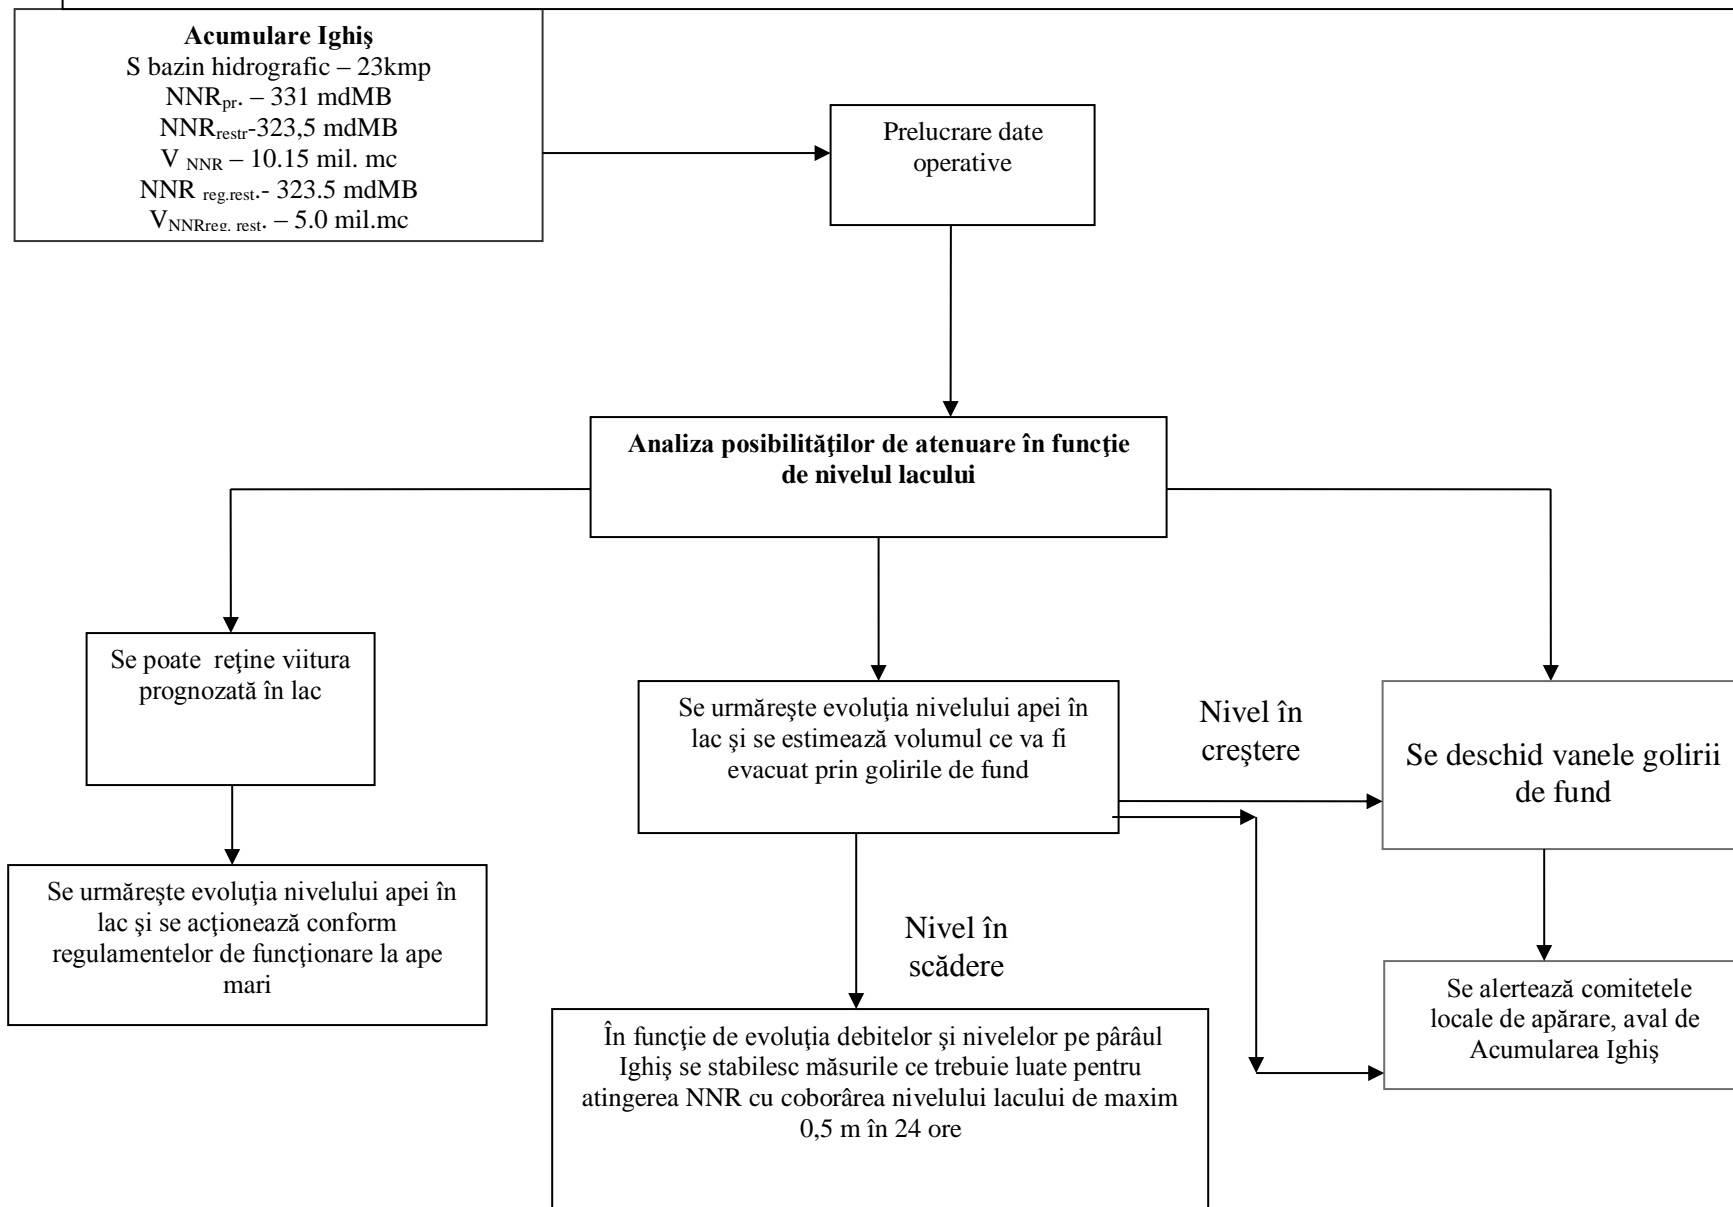 Acumulare Ighiş
S bazin hidrografic – 23kmp
NNRpr. – 331 mdMB
NNRrestr-323,5 mdMB
V NNR – 10.15 mil. mc
NNR reg.rest.- 323.5 mdMB
VNNRreg. rest. – 5.0 mil.mc
Prelucrare date
operative
Analiza posibilităţilor de atenuare în funcţie
de nivelul lacului
Se poate  reţine viitura
prognozată în lac
Se urmăreşte evoluţia nivelului apei în
lac şi se estimează volumul ce va fi
evacuat prin golirile de fund
Nivel în
creştere
Se deschid vanele golirii
de fund
Se urmăreşte evoluţia nivelului apei în
lac şi se acţionează conform
regulamentelor de funcţionare la ape
mari
Nivel în
scădere
Se alertează comitetele
locale de apărare, aval de
Acumularea Ighiş
În funcţie de evoluţia debitelor şi nivelelor pe pârâul
Ighiş se stabilesc măsurile ce trebuie luate pentru
atingerea NNR cu coborârea nivelului lacului de maxim
0,5 m în 24 ore